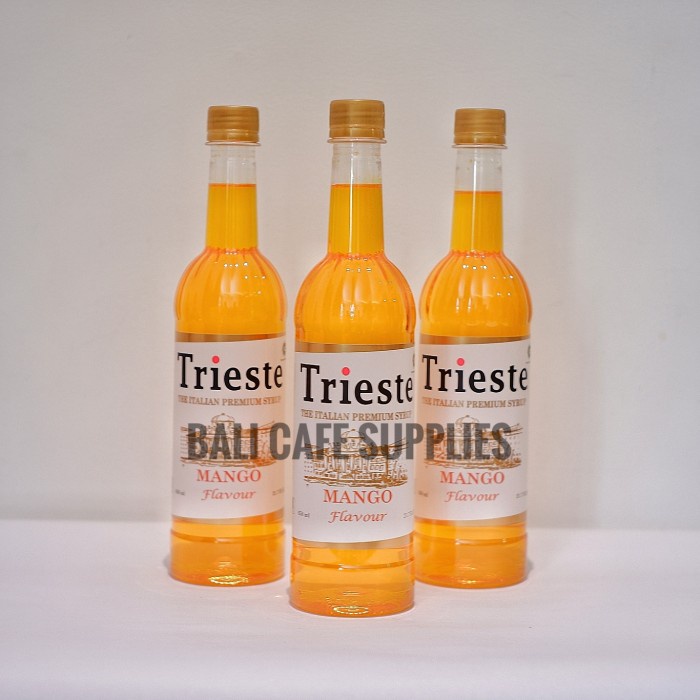 Trieste
THE ITALIAN PREMIUM SYRUP
MANGO
Flavour
Trieste
THE ITALIAN PREMIUM SYRUP
MANGO
Flavour
Trieste
THE ITALIAN PREMIUM SYRUP
MANGO
Flavour
BALI CAFE SUPPLIES